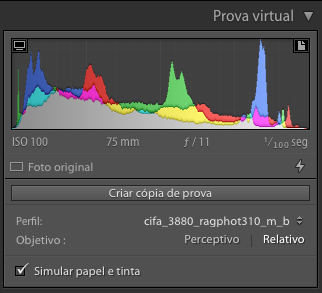 Prova virtual
ISO 100 75 mm ƒ / 11 1/100 seg
Foto original
Criar cópia de prova
Perfil: cifa_3880_ragphot310_m_b
Objetivo : Perceptivo Relativo
Simular papel e tinta